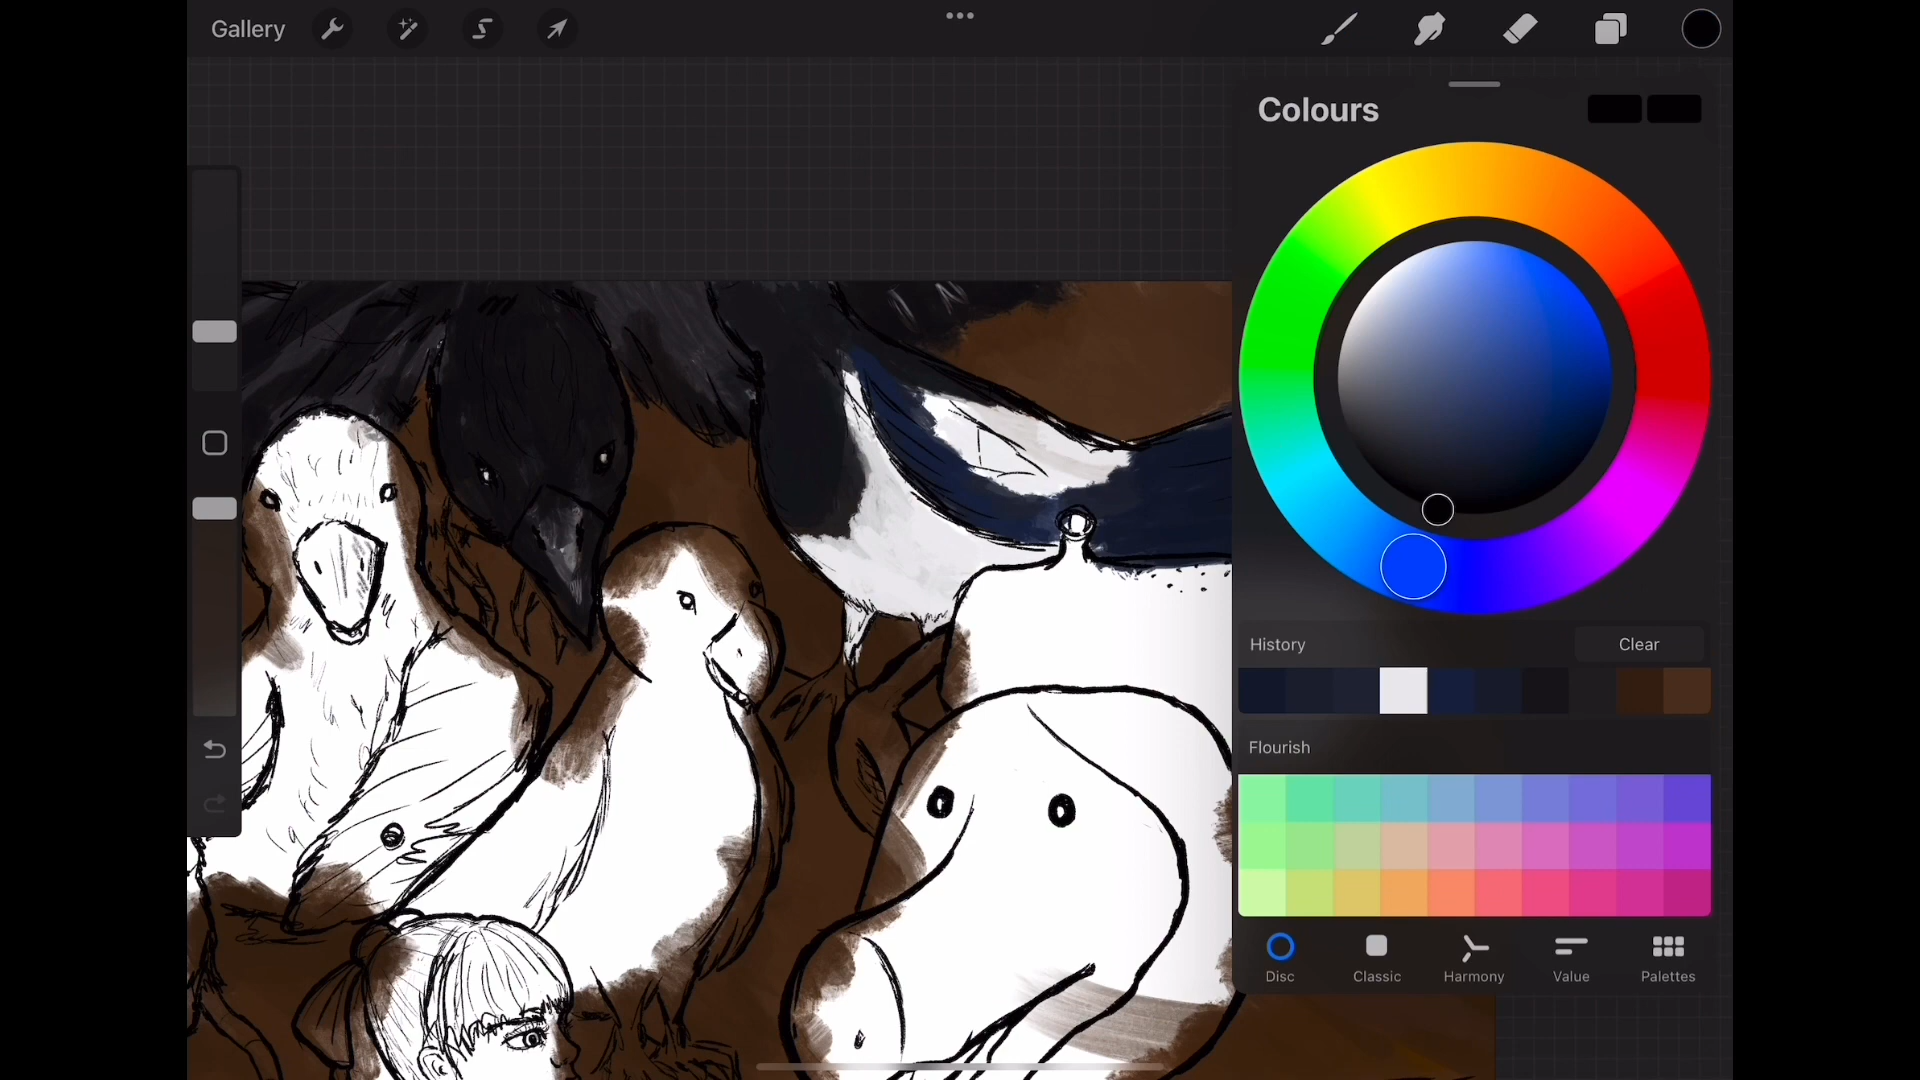 Gallery
Colours
History
Clear
Flourish
Disc
Classic
Harmony
Value
Palettes